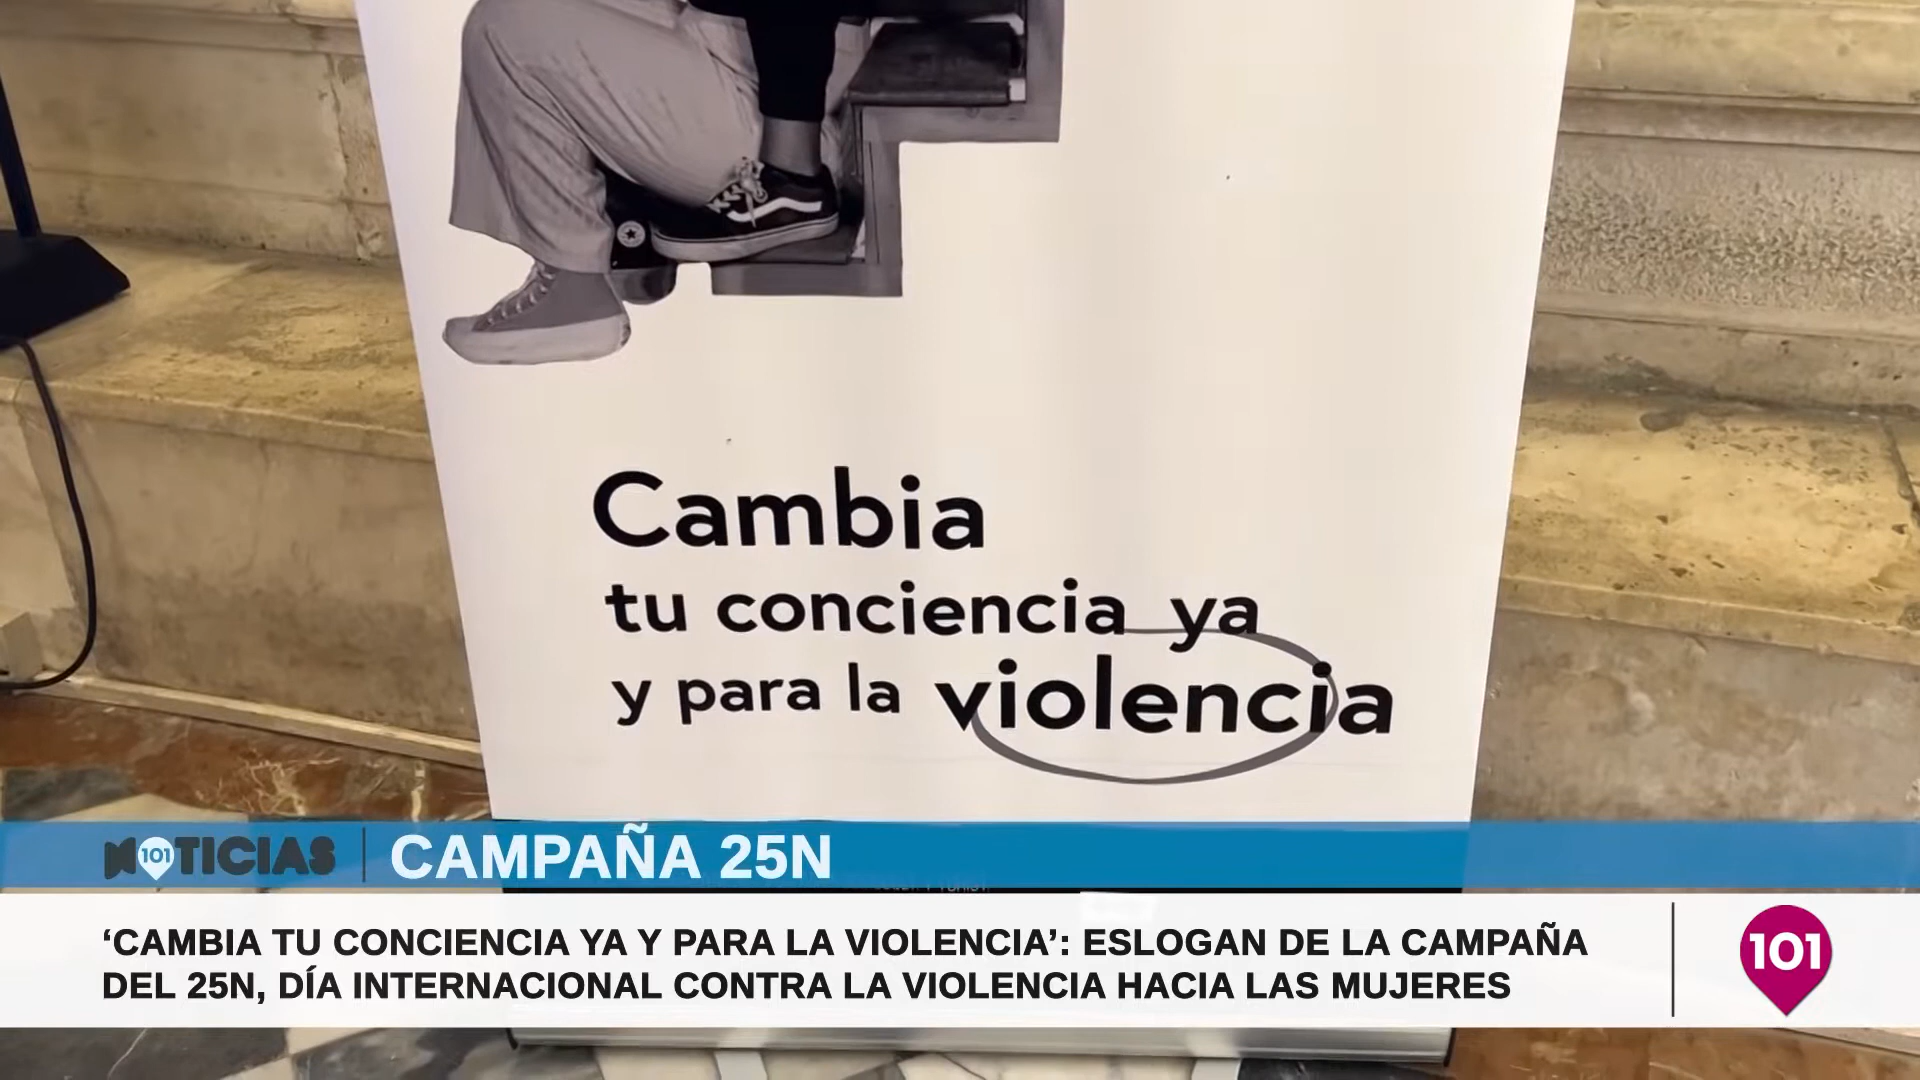 Cambia
tu conciencia ya
y para la violencia
NOTICIAS 101
CAMPAÑA 25N
‘CAMBIA TU CONCIENCIA YA Y PARA LA VIOLENCIA’: ESLOGAN DE LA CAMPAÑA
DEL 25N, DÍA INTERNACIONAL CONTRA LA VIOLENCIA HACIA LAS MUJERES
101